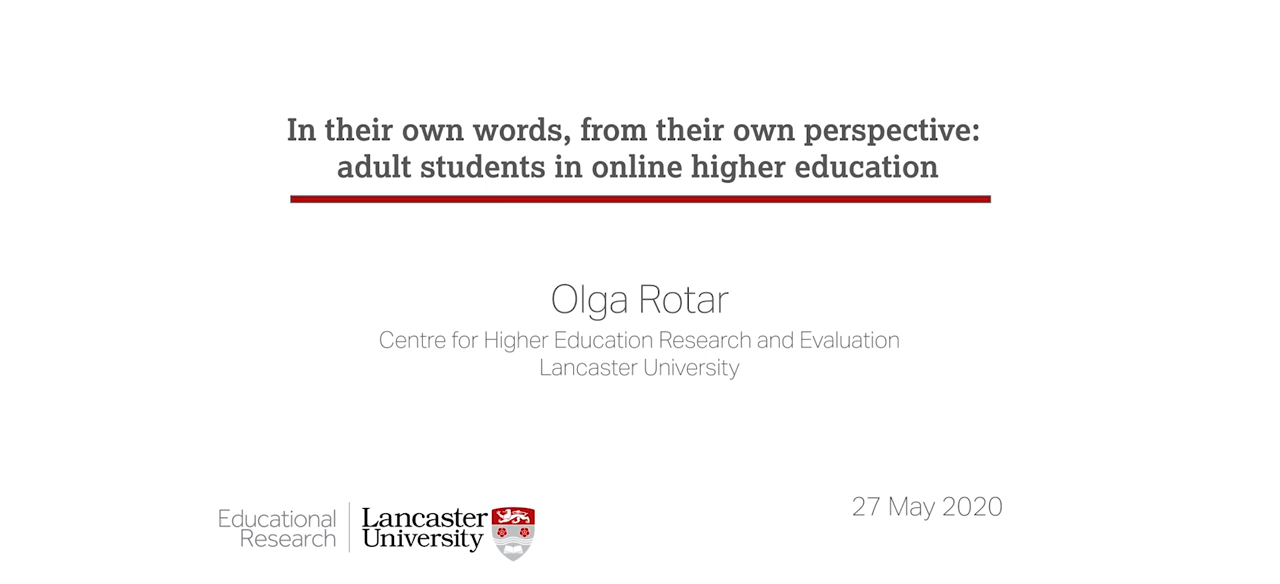 In their own words, from their own perspective:
adult students in online higher education
Olga Rotar
Centre for Higher Education Research and Evaluation
Lancaster University
27 May 2020
Educational
Research
Lancaster
University